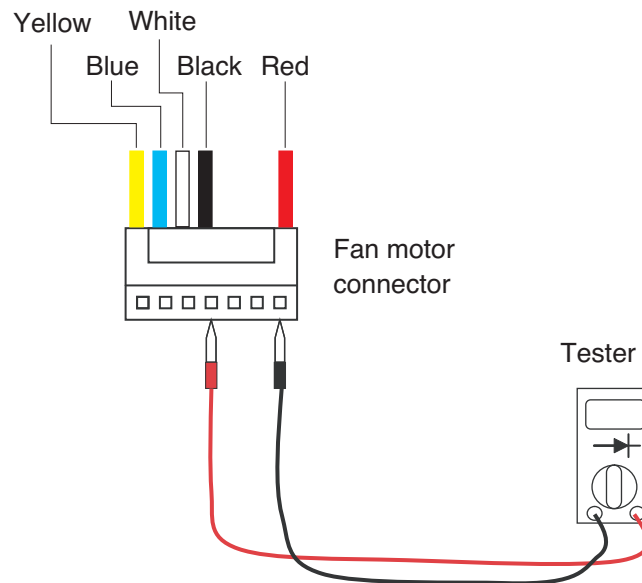 Yellow
White
Blue
Black
Red
Fan motor
connector
Tester